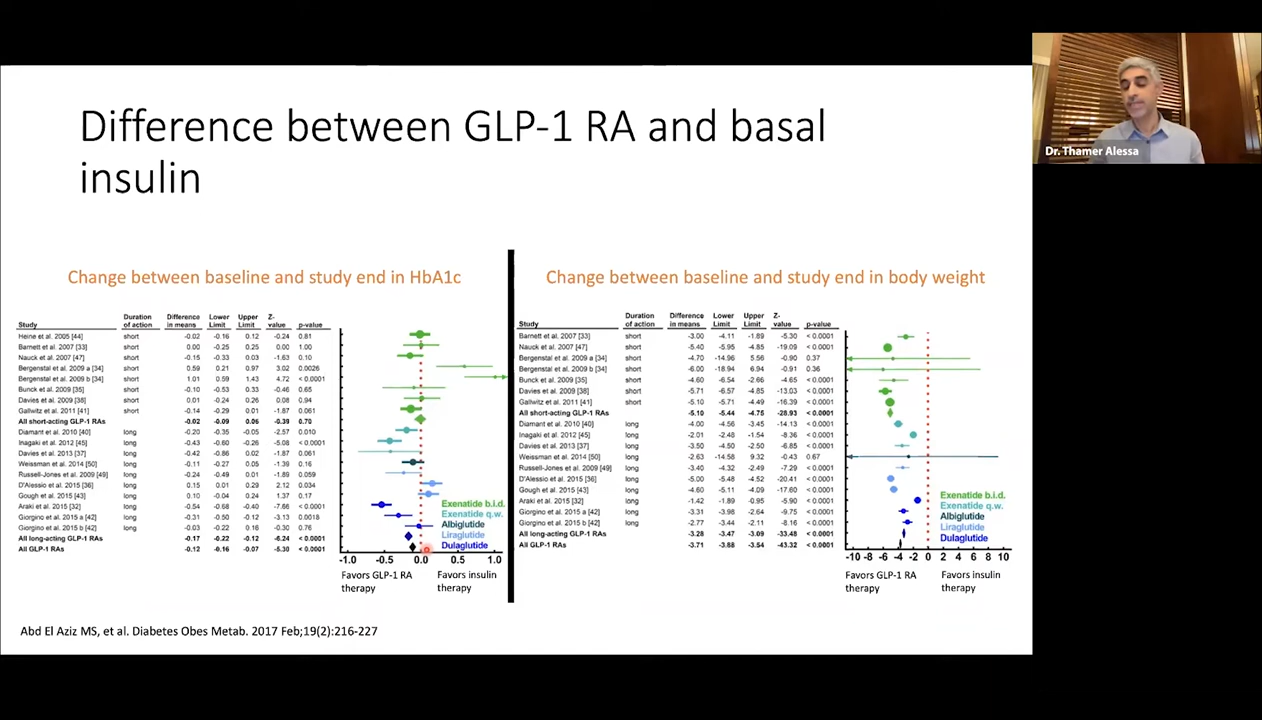 Difference between GLP-1 RA and basal
insulin
Dr. Thamer Alessa
Change between baseline and study end in HbA1c
Study Duration of action Difference in means Lower Limit Upper Limit Z-value p-value
Heine et al. 2005 [44] short -0.02 -0.16 0.12 -0.24 0.81
Barnett et al. 2007 [33] short 0.00 -0.25 0.25 0.00 1.00
Nauck et al. 2007 [47] short -0.15 -0.33 0.03 -1.63 0.10
Bergenstal et al. 2009 a [34] short 0.59 0.21 0.97 3.02 0.0026
Bergenstal et al. 2009 b [34] short 1.01 0.59 1.43 4.72 < 0.0001
Bunck et al. 2009 [35] short -0.10 -0.53 0.33 -0.46 0.65
Davies et al. 2009 [38] short 0.01 -0.24 0.26 0.08 0.94
Gallwitz et al. 2011 [41] short -0.14 -0.29 0.01 -1.87 0.061
All short-acting GLP-1 RAs -0.02 -0.09 0.06 -0.39 0.70
Diamant et al. 2010 [40] long -0.20 -0.35 -0.05 -2.57 0.010
Inagaki et al. 2012 [45] long -0.43 -0.60 -0.26 -5.08 < 0.0001
Davies et al. 2013 [37] long -0.42 -0.86 0.02 -1.87 0.061
Weissman et al. 2014 [50] long -0.11 -0.27 0.05 -1.39 0.16
Russell-Jones et al. 2009 [49] long -0.24 -0.49 0.01 -1.89 0.059
D'Alessio et al. 2015 [36] long 0.15 0.01 0.29 2.12 0.034
Gough et al. 2015 [43] long 0.10 -0.04 0.24 1.37 0.17
Araki et al. 2015 [32] long -0.54 -0.68 -0.40 -7.66 < 0.0001
Giorgino et al. 2015 a [42] long -0.31 -0.50 -0.12 -3.13 0.0018
Giorgino et al. 2015 b [42] long -0.03 -0.22 0.16 -0.30 0.76
All long-acting GLP-1 RAs -0.17 -0.22 -0.12 -6.24 < 0.0001
All GLP-1 RAs -0.12 -0.16 -0.07 -5.30 < 0.0001
Exenatide b.i.d.
Exenatide q.w.
Albiglutide
Liraglutide
Dulaglutide
-1.0 -0.5 0.0 0.5 1.0
Favors GLP-1 RA
therapy
Favors insulin
therapy
Change between baseline and study end in body weight
Study Duration of action Difference in means Lower Limit Upper Limit Z-value p-value
Barnett et al. 2007 [33] short -3.00 -4.11 -1.89 -5.30 < 0.0001
Nauck et al. 2007 [47] short -5.40 -5.95 -4.85 -19.09 < 0.0001
Bergenstal et al. 2009 a [34] short -4.70 -14.96 5.56 -0.90 0.37
Bergenstal et al. 2009 b [34] short -6.00 -18.94 6.94 -0.91 0.36
Bunck et al. 2009 [35] short -4.60 -6.54 -2.66 -4.65 < 0.0001
Davies et al. 2009 [38] short -5.71 -6.57 -4.85 -13.03 < 0.0001
Gallwitz et al. 2011 [41] short -5.10 -5.71 -4.49 -16.39 < 0.0001
All short-acting GLP-1 RAs -5.10 -5.44 -4.75 -28.93 < 0.0001
Diamant et al. 2010 [40] long -4.00 -4.56 -3.45 -14.13 < 0.0001
Inagaki et al. 2012 [45] long -2.01 -2.48 -1.54 -8.36 < 0.0001
Davies et al. 2013 [37] long -3.50 -4.50 -2.50 -6.85 < 0.0001
Weissman et al. 2014 [50] long -2.63 -14.58 9.32 -0.43 0.67
Russell-Jones et al. 2009 [49] long -3.40 -4.32 -2.49 -7.29 < 0.0001
D'Alessio et al. 2015 [36] long -5.00 -5.48 -4.52 -20.41 < 0.0001
Gough et al. 2015 [43] long -4.60 -5.11 -4.09 -17.60 < 0.0001
Araki et al. 2015 [32] long -1.42 -1.89 -0.95 -5.90 < 0.0001
Giorgino et al. 2015 a [42] long -3.31 -3.98 -2.64 -9.75 < 0.0001
Giorgino et al. 2015 b [42] long -2.77 -3.44 -2.11 -8.16 < 0.0001
All long-acting GLP-1 RAs -3.28 -3.47 -3.09 -33.48 < 0.0001
All GLP-1 RAs -3.71 -3.88 -3.54 -43.32 < 0.0001
Exenatide b.i.d.
Exenatide q.w.
Albiglutide
Liraglutide
Dulaglutide
-10 -8 -6 -4 -2 0 2 4 6 8 10
Favors GLP-1 RA
therapy
Favors insulin
therapy
Abd El Aziz MS, et al. Diabetes Obes Metab. 2017 Feb;19(2):216-227